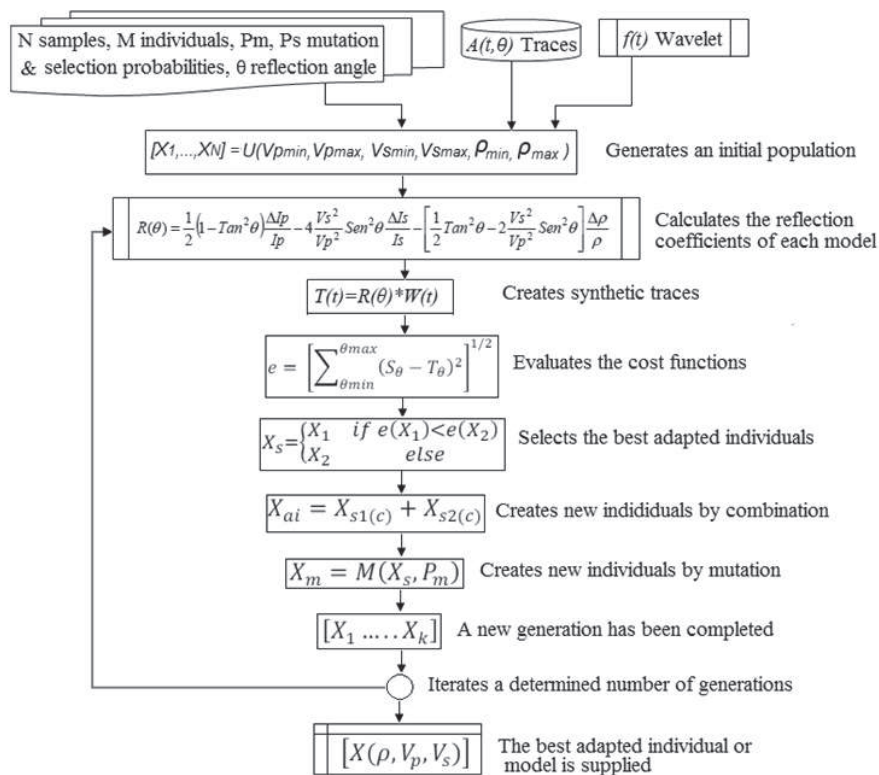 N samples, M individuals, Pm, Ps mutation
& selection probabilities, θ reflection angle
A(t,θ) Traces
f(t) Wavelet
[X1,...,XN] = U(Vpmin,Vpmax, Vsmin,Vsmax,ρmin,ρmax)
Generates an initial population
R(θ) = 1/2 (1−Tan²θ) ΔIp/Ip − 4 Vs²/Vp² Sen²θ ΔIs/Is − [1/2 Tan²θ − 2 Vs²/Vp² Sen²θ] Δρ/ρ
Calculates the reflection
coefficients of each model
T(t)=R(θ)*W(t)
Creates synthetic traces
e = [∑θmin^θmax (Sθ − Tθ)²]^1/2
Evaluates the cost functions
Xs={X1 if e(X1)<e(X2)
X2 else
Selects the best adapted individuals
Xai = Xs1(c) + Xs2(c)
Creates new indididuals by combination
Xm = M(Xs, Pm)
Creates new individuals by mutation
[X1 ..... Xk]
A new generation has been completed
Iterates a determined number of generations
[X(ρ, Vp, Vs)]
The best adapted individual or
model is supplied